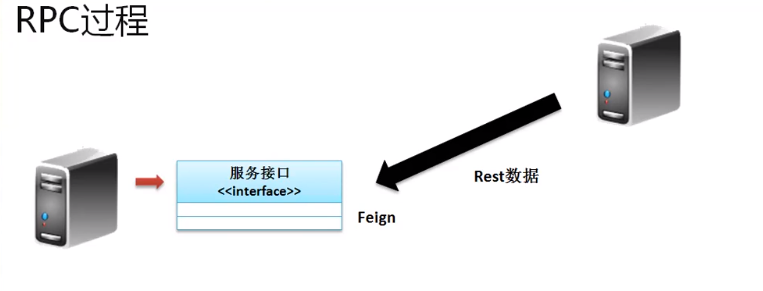 RPC过程
服务接口
<<interface>>
Rest数据
Feign